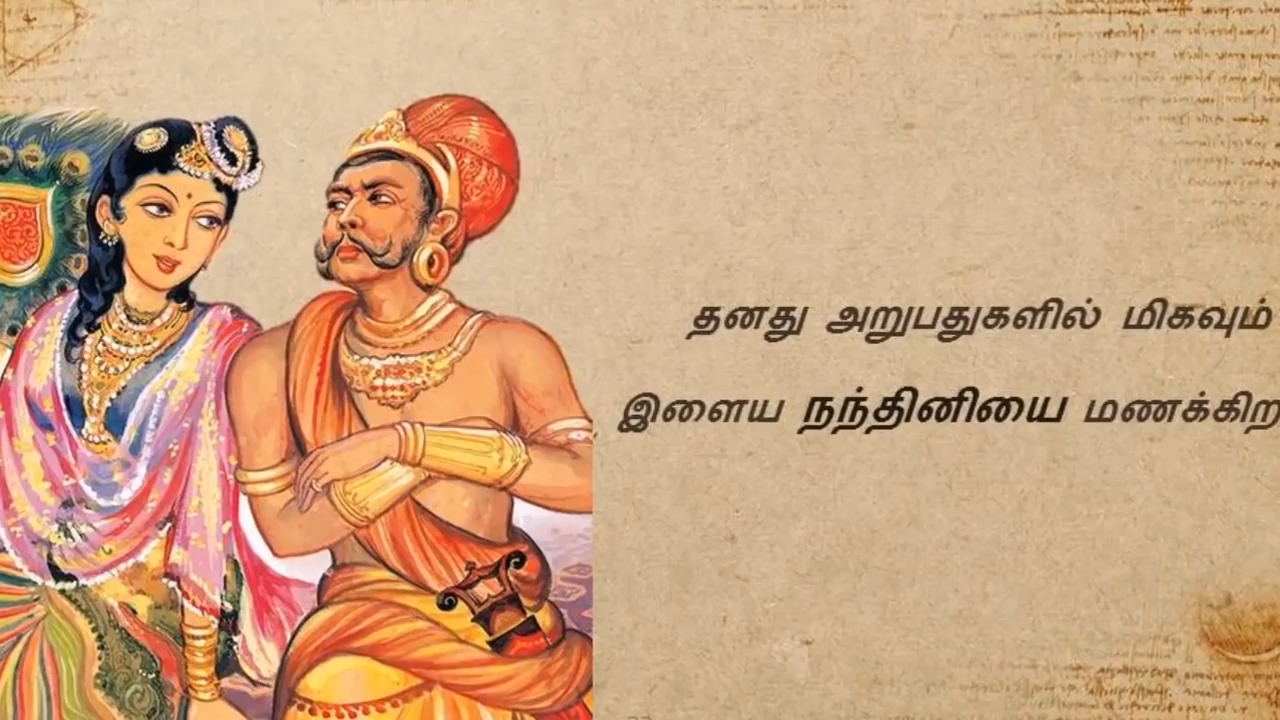 தனது அறுபதுகளில் மிகவும்
இளைய நந்தினியை மணக்கிற